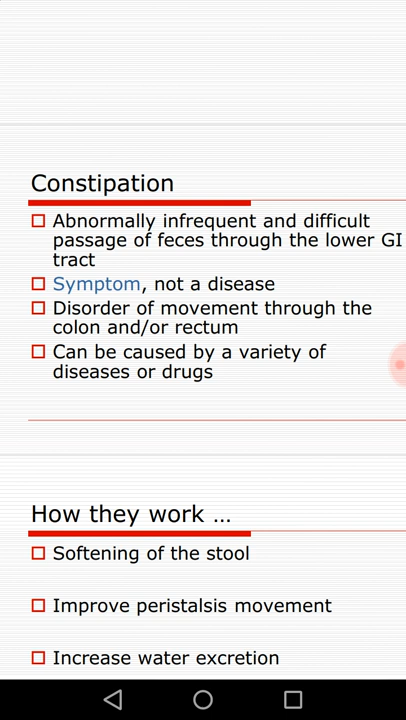 Constipation
Abnormally infrequent and difficult
passage of feces through the lower GI
tract
Symptom, not a disease
Disorder of movement through the
colon and/or rectum
Can be caused by a variety of
diseases or drugs
How they work ...
Softening of the stool
Improve peristalsis movement
Increase water excretion